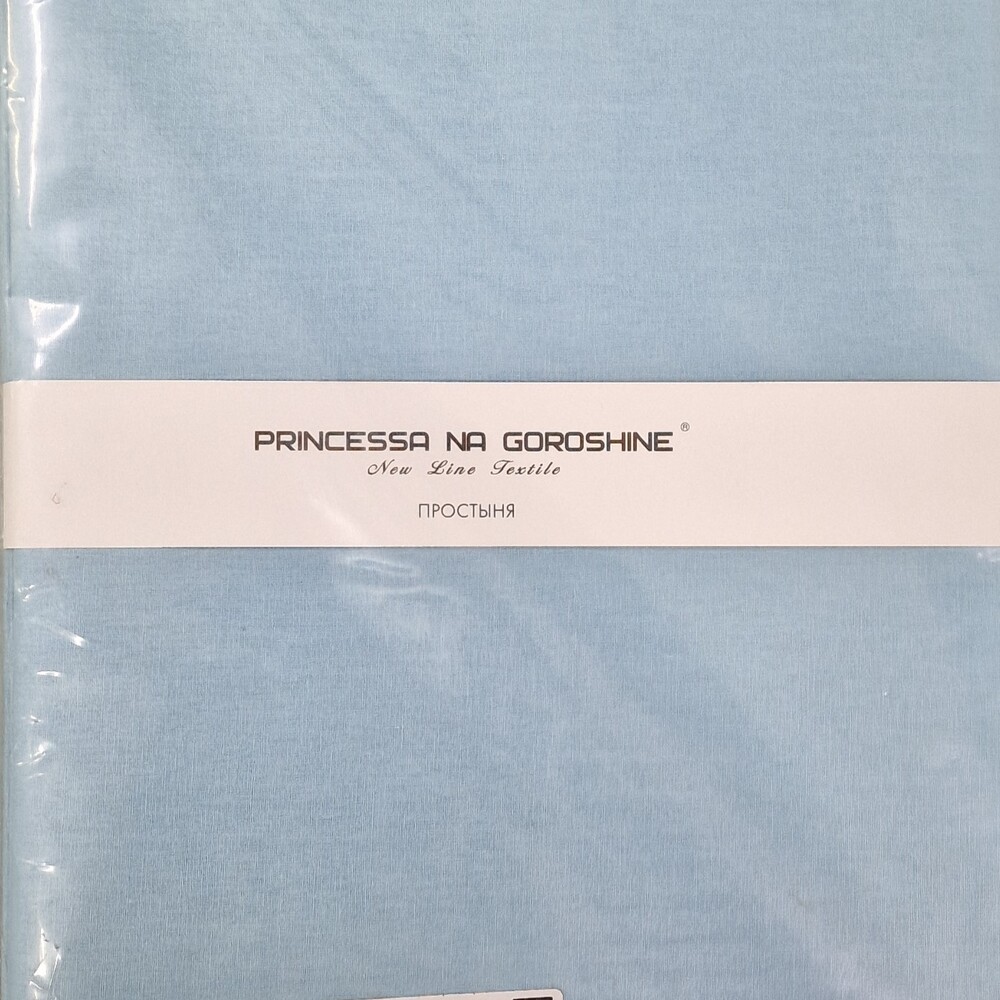 PRINCESSA NA GOROSHINE®
New Line Textile
ПРОСТЫНЯ